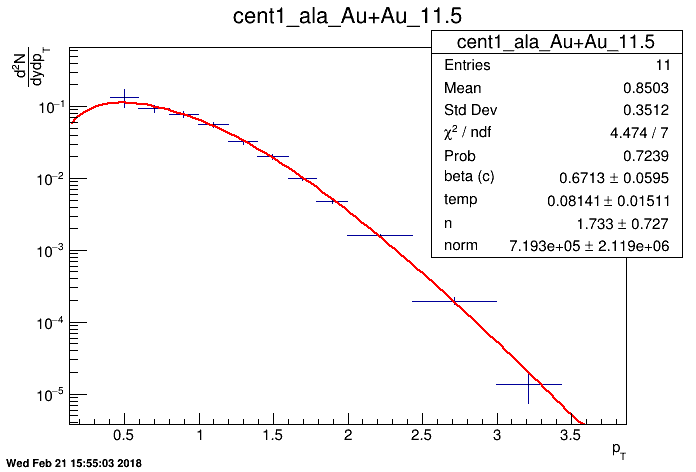 cent1_ala_Au+Au_11.5
d²N
dydp_T
cent1_ala_Au+Au_11.5
Entries 11
Mean 0.8503
Std Dev 0.3512
χ² / ndf 4.474 / 7
Prob 0.7239
beta (c) 0.6713 ± 0.0595
temp 0.08141 ± 0.01511
n 1.733 ± 0.727
norm 7.193e+05 ± 2.119e+06
10⁻¹
10⁻²
10⁻³
10⁻⁴
10⁻⁵
0.5 1 1.5 2 2.5 3 3.5
p_T
Wed Feb 21 15:55:03 2018